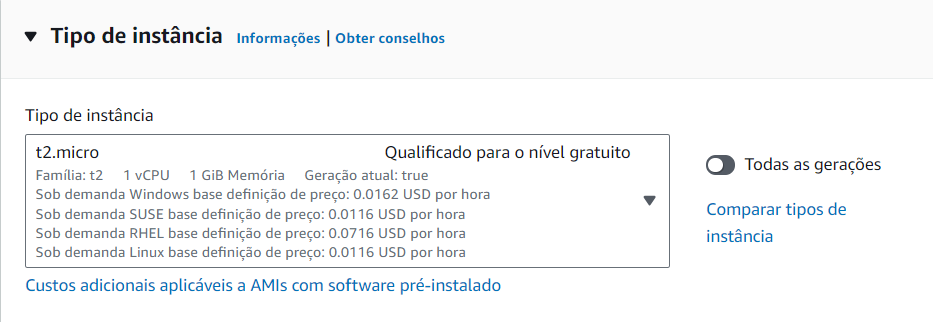 Tipo de instância Informações | Obter conselhos
Tipo de instância
t2.micro Qualificado para o nível gratuito
Família: t2 1 vCPU 1 GiB Memória Geração atual: true
Sob demanda Windows base definição de preço: 0.0162 USD por hora
Sob demanda SUSE base definição de preço: 0.0116 USD por hora
Sob demanda RHEL base definição de preço: 0.0716 USD por hora
Sob demanda Linux base definição de preço: 0.0116 USD por hora
Todas as gerações
Comparar tipos de
instância
Custos adicionais aplicáveis a AMIs com software pré-instalado